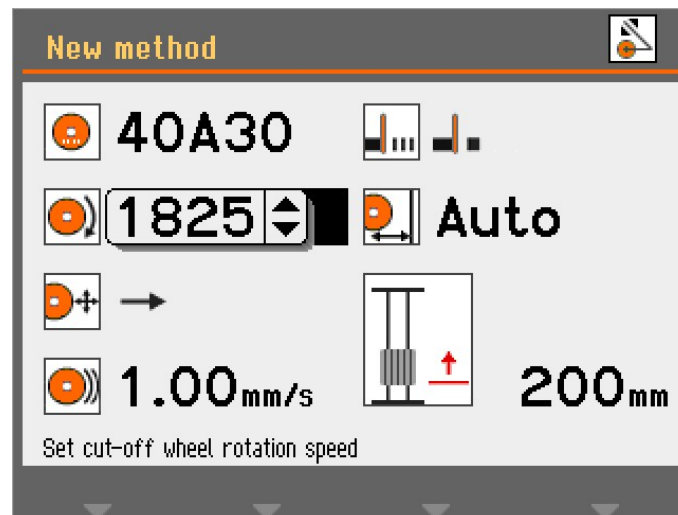 New method
40A30
1825
Auto
1.00mm/s
200mm
Set cut-off wheel rotation speed